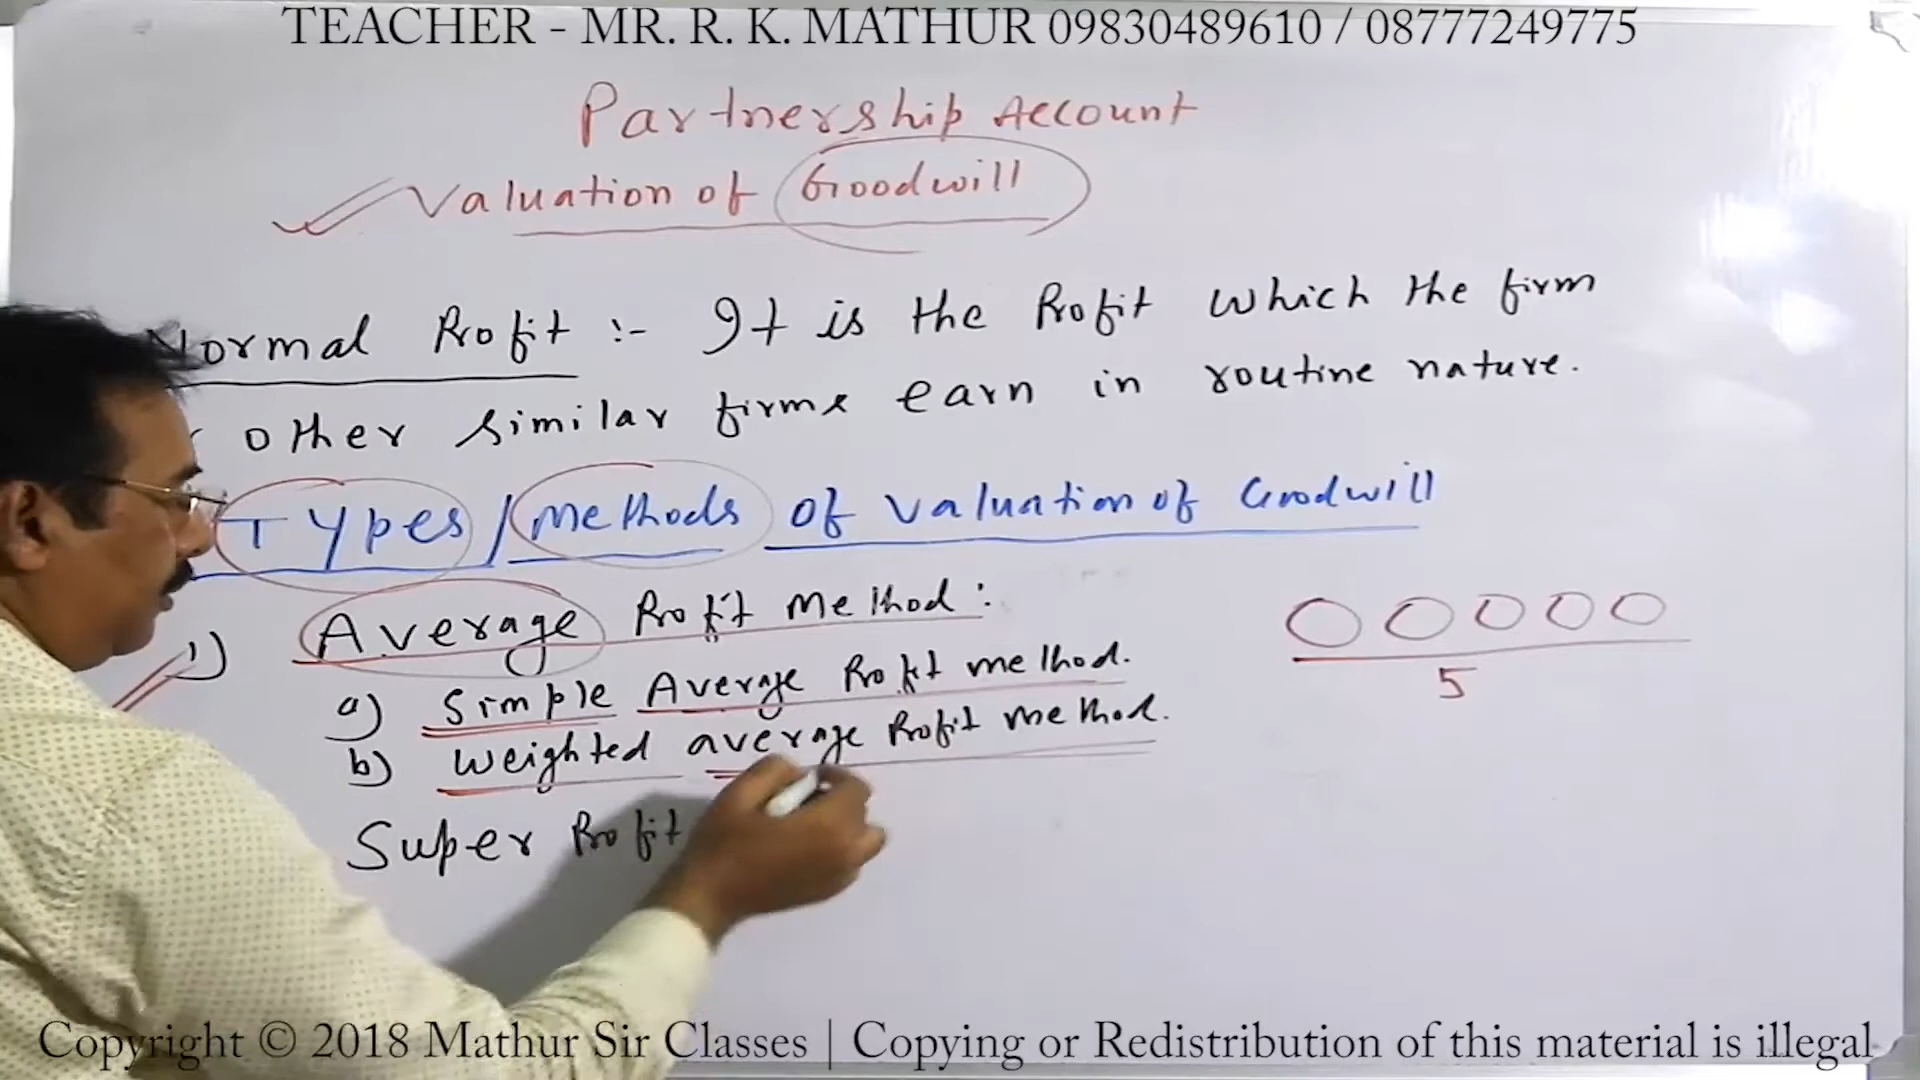 TEACHER - MR. R. K. MATHUR 09830489610 / 08777249775
Partnership Account
Valuation of Goodwill
Normal Profit :- It is the Profit which the firm
other similar firms earn in routine nature.
Types / Methods of Valuation of Goodwill
1) Average Profit Method :
a) Simple Average Profit method.
5
b) Weighted average Profit Method.
Super Profit
Copyright © 2018 Mathur Sir Classes | Copying or Redistribution of this material is illegal